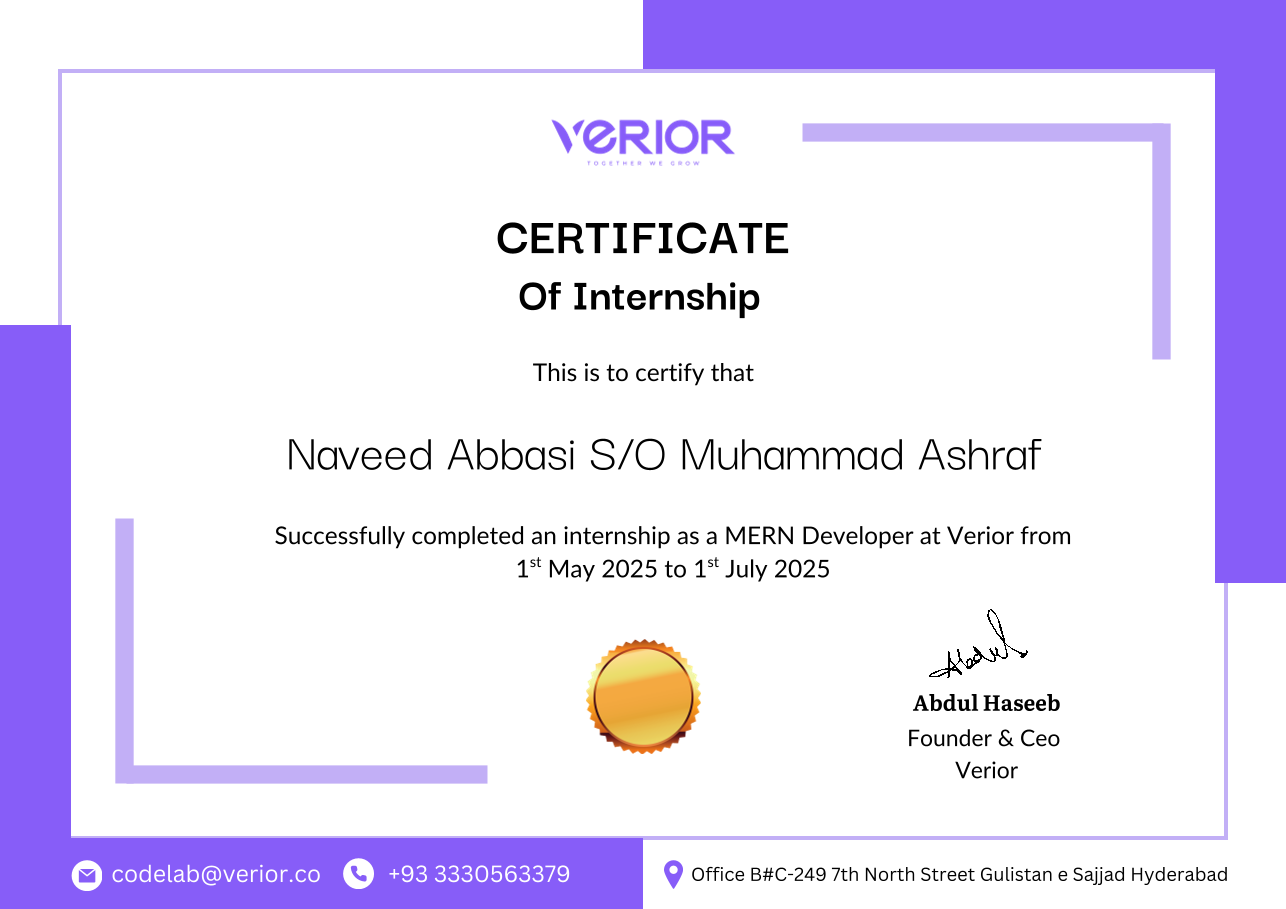 VERIOR
TOGETHER WE GROW
CERTIFICATE
Of Internship
This is to certify that
Naveed Abbasi S/O Muhammad Ashraf
Successfully completed an internship as a MERN Developer at Verior from
1st May 2025 to 1st July 2025
Abdul
Abdul Haseeb
Founder & Ceo
Verior
codelab@verior.co +93 3330563379 Office B#C-249 7th North Street Gulistan e Sajjad Hyderabad